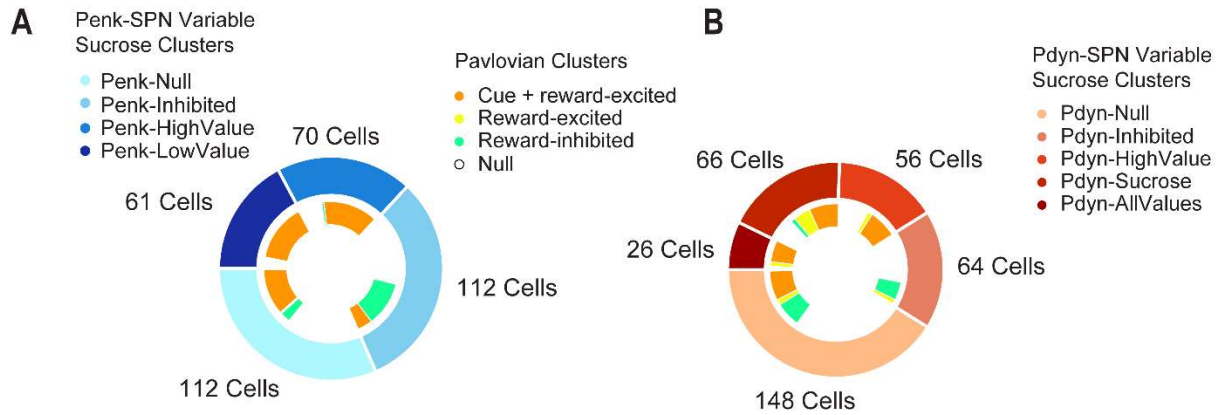 A
Penk-SPN Variable
Sucrose Clusters
Penk-Null
Penk-Inhibited
Penk-HighValue
Penk-LowValue
70 Cells
61 Cells
112 Cells
112 Cells
Pavlovian Clusters
Cue + reward-excited
Reward-excited
Reward-inhibited
Null
B
Pdyn-SPN Variable
Sucrose Clusters
Pdyn-Null
Pdyn-Inhibited
Pdyn-HighValue
Pdyn-Sucrose
Pdyn-AllValues
66 Cells
56 Cells
26 Cells
64 Cells
148 Cells